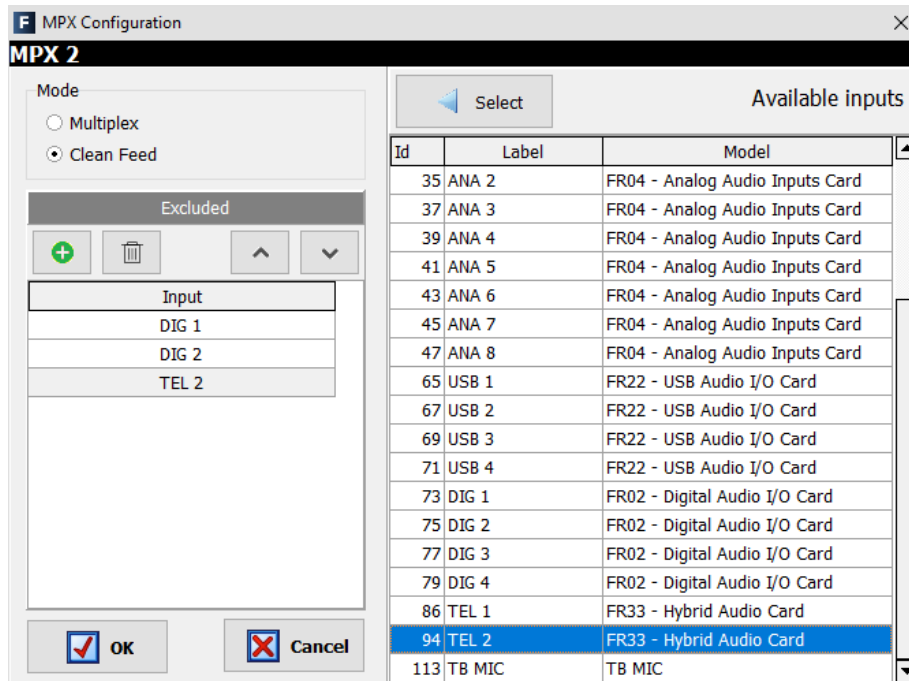 F MPX Configuration
MPX 2
Mode
Multiplex
Clean Feed
Excluded
Input
DIG 1
DIG 2
TEL 2
OK Cancel
Select Available inputs
Id Label Model
35 ANA 2 FR04 - Analog Audio Inputs Card
37 ANA 3 FR04 - Analog Audio Inputs Card
39 ANA 4 FR04 - Analog Audio Inputs Card
41 ANA 5 FR04 - Analog Audio Inputs Card
43 ANA 6 FR04 - Analog Audio Inputs Card
45 ANA 7 FR04 - Analog Audio Inputs Card
47 ANA 8 FR04 - Analog Audio Inputs Card
65 USB 1 FR22 - USB Audio I/O Card
67 USB 2 FR22 - USB Audio I/O Card
69 USB 3 FR22 - USB Audio I/O Card
71 USB 4 FR22 - USB Audio I/O Card
73 DIG 1 FR02 - Digital Audio I/O Card
75 DIG 2 FR02 - Digital Audio I/O Card
77 DIG 3 FR02 - Digital Audio I/O Card
79 DIG 4 FR02 - Digital Audio I/O Card
86 TEL 1 FR33 - Hybrid Audio Card
94 TEL 2 FR33 - Hybrid Audio Card
113 TB MIC TB MIC